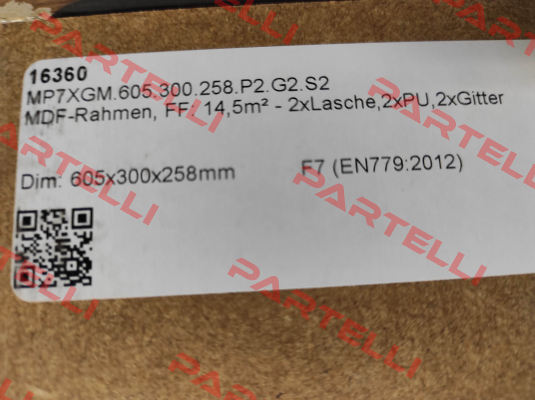 16360
MP7XGM.605.300.258.P2.G2.S2
MDF-Rahmen, FF: 14,5m² - 2xLasche,2xPU,2xGitter
Dim: 605x300x258mm F7 (EN779:2012)
PARTELLI
PARTELLI
PARTELLI
PARTELLI
PARTELLI